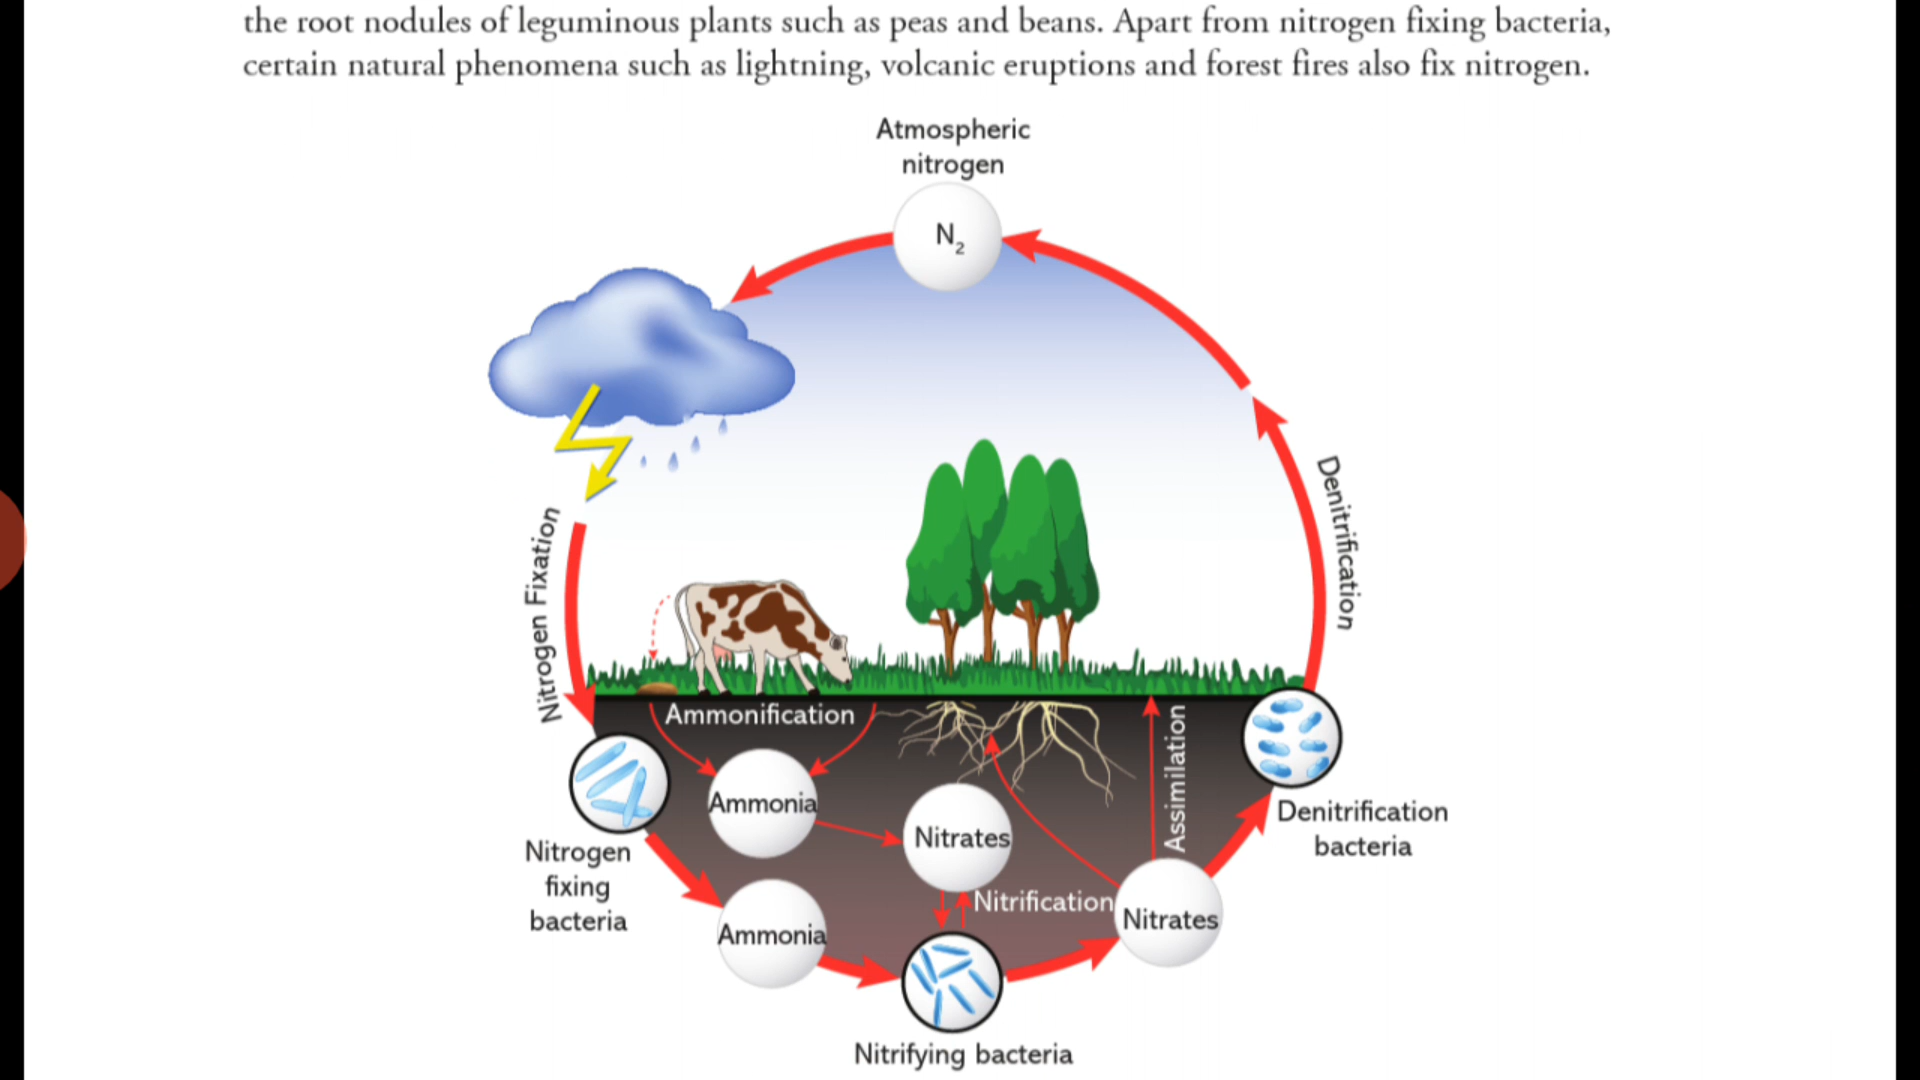 the root nodules of leguminous plants such as peas and beans. Apart from nitrogen fixing bacteria,
certain natural phenomena such as lightning, volcanic eruptions and forest fires also fix nitrogen.
Atmospheric
nitrogen
N₂
Nitrogen Fixation
Denitrification
Ammonification
Assimilation
Ammonia
Nitrates
Denitrification
bacteria
Nitrogen
fixing
bacteria
Nitrification
Nitrates
Ammonia
Nitrifying bacteria